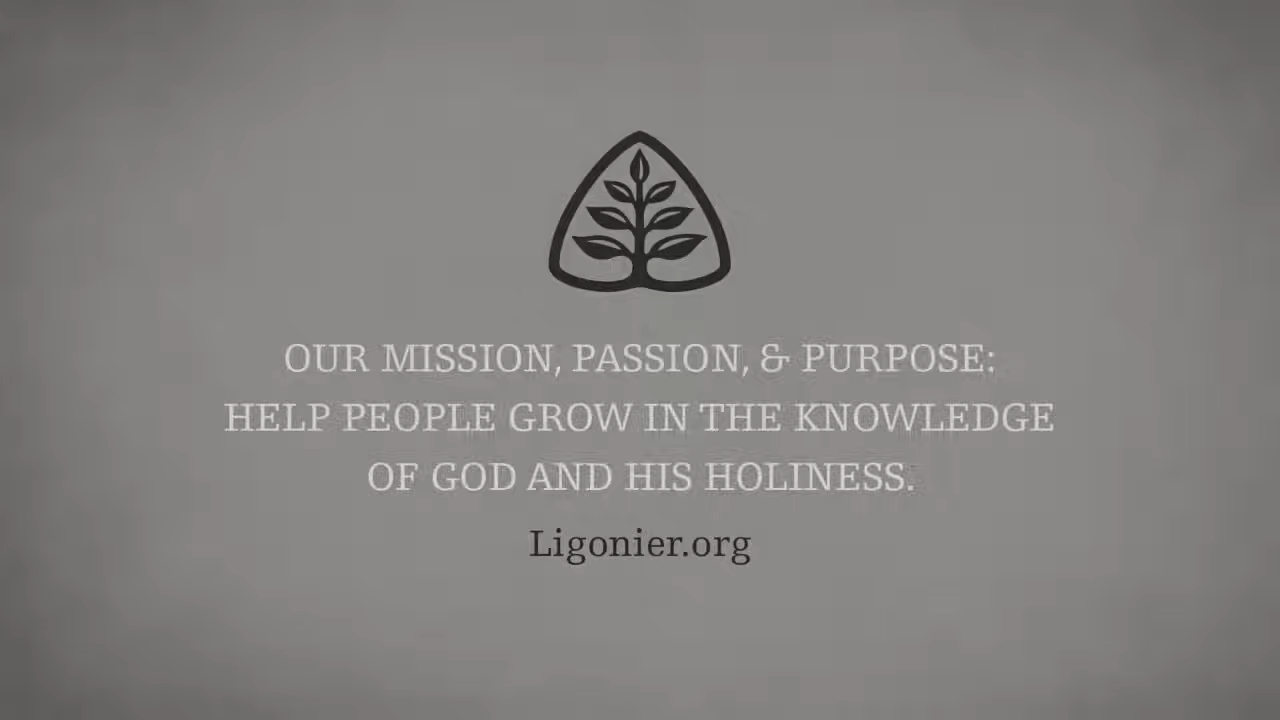 OUR MISSION, PASSION, & PURPOSE:
HELP PEOPLE GROW IN THE KNOWLEDGE
OF GOD AND HIS HOLINESS.
Ligonier.org